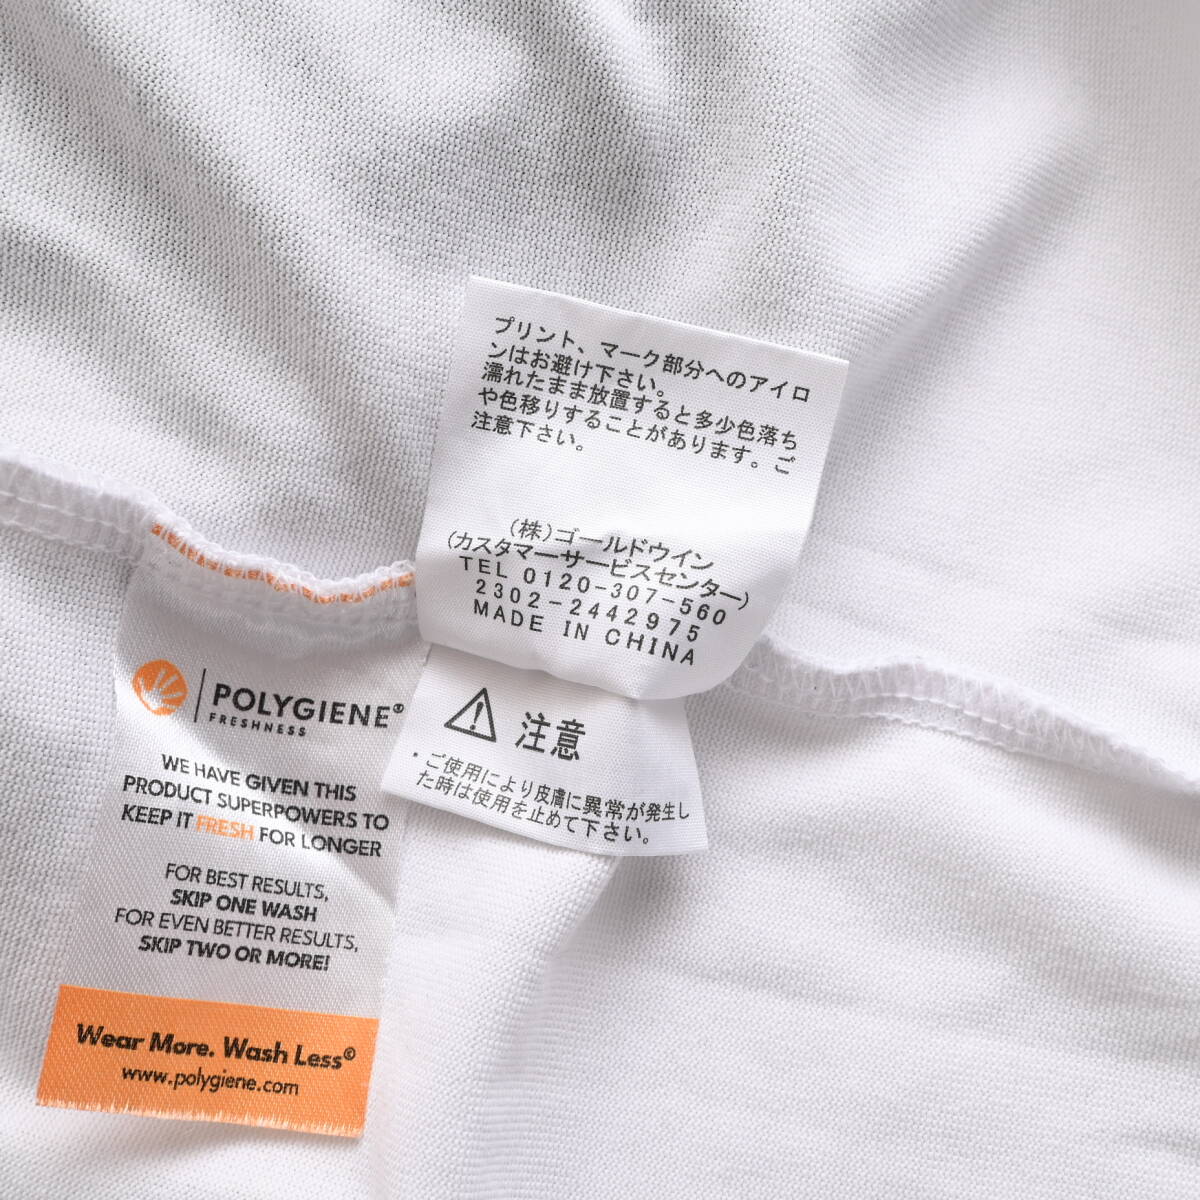 プリント、マーク部分へのアイロ
ンはお避け下さい。
濡れたまま放置すると多少色落ち
や色移りすることがあります。ご
注意下さい。
(株)ゴールドウイン
(カスタマーサービスセンター)
TEL 0120-307-560
2302-2442975
MADE IN CHINA
注意
・ご使用により皮膚に異常が発生し
た時は使用を止めて下さい。
POLYGIENE®
FRESHNESS
WE HAVE GIVEN THIS
PRODUCT SUPERPOWERS TO
KEEP IT FRESH FOR LONGER
FOR BEST RESULTS,
SKIP ONE WASH
FOR EVEN BETTER RESULTS,
SKIP TWO OR MORE!
Wear More. Wash Less©
www.polygiene.com